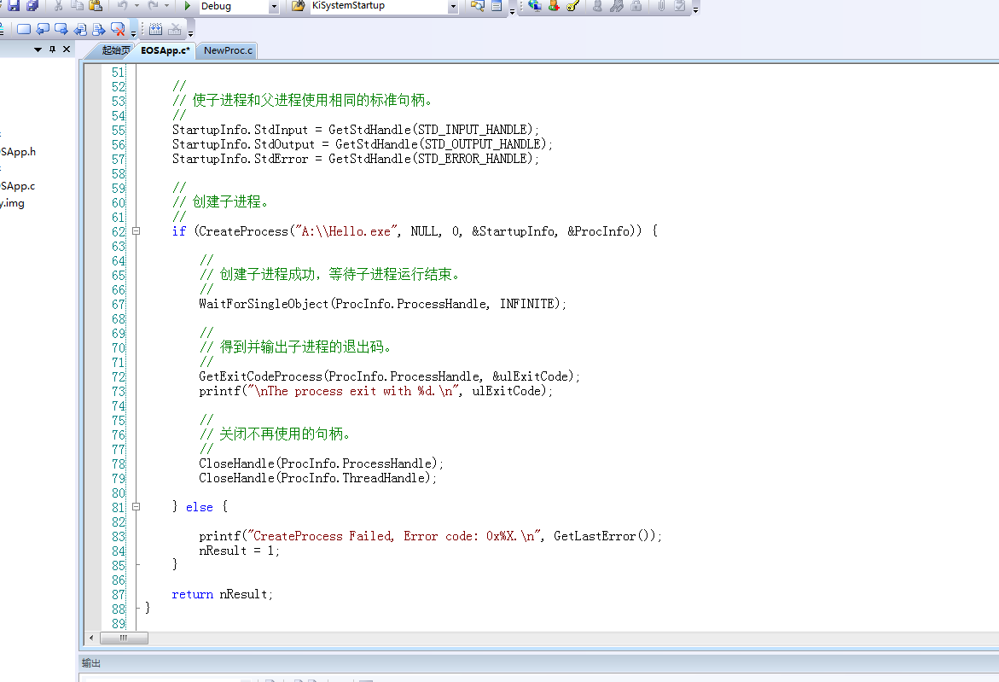 Debug KiSystemStartup
起始页 EOSApp.c* NewProc.c
SApp.h
SApp.c
y.img
51
52 //
53 // 使子进程和父进程使用相同的标准句柄。
54 //
55 StartupInfo.StdInput = GetStdHandle(STD_INPUT_HANDLE);
56 StartupInfo.StdOutput = GetStdHandle(STD_OUTPUT_HANDLE);
57 StartupInfo.StdError = GetStdHandle(STD_ERROR_HANDLE);
58
59 //
60 // 创建子进程。
61 //
62 if (CreateProcess("A:\\Hello.exe", NULL, 0, &StartupInfo, &ProcInfo)) {
63
64 //
65 // 创建子进程成功，等待子进程运行结束。
66 //
67 WaitForSingleObject(ProcInfo.ProcessHandle, INFINITE);
68
69 //
70 // 得到并输出子进程的退出码。
71 //
72 GetExitCodeProcess(ProcInfo.ProcessHandle, &ulExitCode);
73 printf("\nThe process exit with %d.\n", ulExitCode);
74
75 //
76 // 关闭不再使用的句柄。
77 //
78 CloseHandle(ProcInfo.ProcessHandle);
79 CloseHandle(ProcInfo.ThreadHandle);
80
81 } else {
82
83 printf("CreateProcess Failed, Error code: 0x%X.\n", GetLastError());
84 nResult = 1;
85 }
86
87 return nResult;
88 }
89
输出